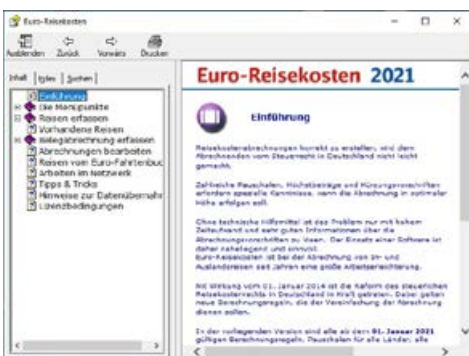 Euro-Reisekosten
Ausblenden Zurück Vorwärts Drucken
Inhalt Index Suchen
Einführung
Die Menüpunkte
Reisen erfassen
Vorhandene Reisen
Belegabrechnung erfassen
Abrechnungen bearbeiten
Reisen vom Euro-Fahrtenbuc
Arbeiten im Netzwerk
Tipps & Tricks
Hinweise zur Datenübernahr
Lizenzbedingungen
Euro-Reisekosten 2021
Einführung
Reisekostenabrechnungen korrekt zu erstellen, wird dem
Abrechnenden vom Steuerrecht in Deutschland nicht leicht
gemacht.
Zahlreiche Pauschalen, Höchstbeträge und Kürzungsvorschriften
erfordern spezielle Kenntnisse, wenn die Abrechnung in optimaler
Höhe erfolgen soll.
Ohne technische Hilfsmittel ist das Problem nur mit hohem
Zeitaufwand und sehr guten Informationen über die
Abrechnungsvorschriften zu lösen. Der Einsatz einer Software ist
daher naheliegend und sinnvoll.
Euro-Reisekosten ist bei der Abrechnung von In- und
Auslandsreisen seit Jahren eine große Arbeitserleichterung.
Mit Wirkung vom 01. Januar 2014 ist die Reform des steuerlichen
Reisekostenrechts in Deutschland in Kraft getreten. Dabei gelten
neue Berechnungsregeln, die der Vereinfachung der Abrechnung
dienen sollen.
In der vorliegenden Version sind alle ab dem 01. Januar 2021
gültigen Berechnungsregeln, Pauschalen für alle Länder, alle